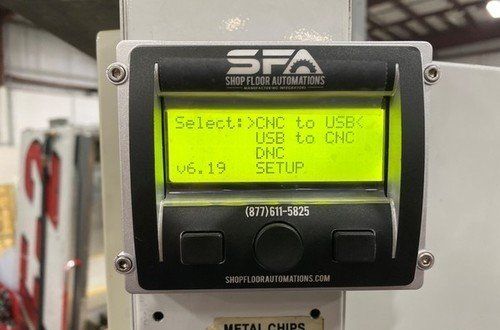 SFA
SHOP FLOOR AUTOMATIONS
MANUFACTURING INTEGRATORS
Select:>CNC to USB<
USB to CNC
DNC
v6.19 SETUP
(877)611-5825
SHOPFLOORAUTOMATIONS.COM
METAL CHIPS